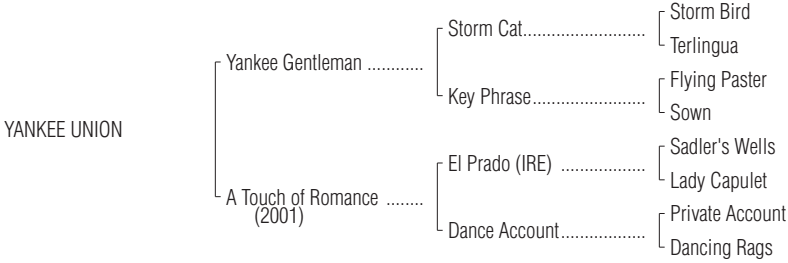 Storm Bird
Storm Cat..........................
Terlingua
Yankee Gentleman ............
Flying Paster
Key Phrase........................
Sown
YANKEE UNION
Sadler's Wells
El Prado (IRE) ..................
Lady Capulet
A Touch of Romance ........
(2001)
Private Account
Dance Account..................
Dancing Rags